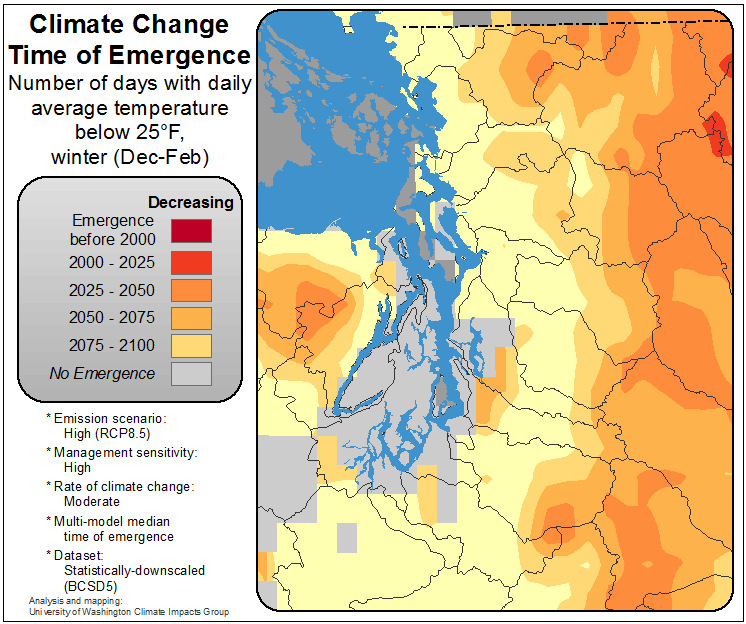 Climate Change
Time of Emergence
Number of days with daily
average temperature
below 25°F,
winter (Dec-Feb)
Decreasing
Emergence
before 2000
2000 - 2025
2025 - 2050
2050 - 2075
2075 - 2100
No Emergence
* Emission scenario:
High (RCP8.5)
* Management sensitivity:
High
* Rate of climate change:
Moderate
* Multi-model median
time of emergence
* Dataset:
Statistically-downscaled
(BCSD5)
Analysis and mapping:
University of Washington Climate Impacts Group